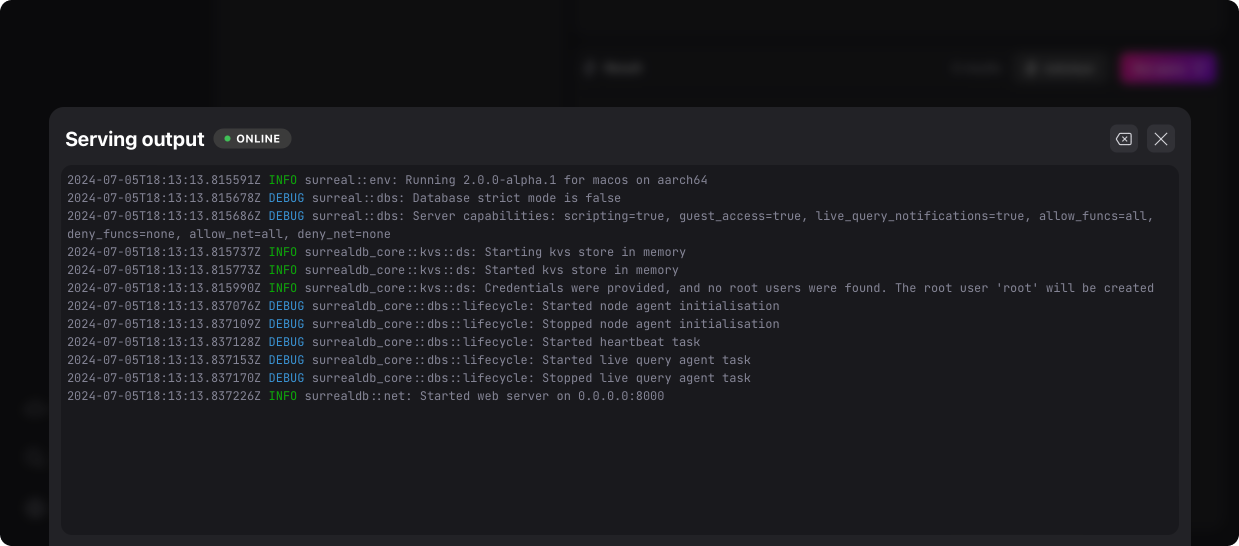 Serving output
ONLINE
2024-07-05T18:13:13.815591Z INFO surreal::env: Running 2.0.0-alpha.1 for macos on aarch64
2024-07-05T18:13:13.815678Z DEBUG surreal::dbs: Database strict mode is false
2024-07-05T18:13:13.815686Z DEBUG surreal::dbs: Server capabilities: scripting=true, guest_access=true, live_query_notifications=true, allow_funcs=all,
deny_funcs=none, allow_net=all, deny_net=none
2024-07-05T18:13:13.815737Z INFO surrealdb_core::kvs::ds: Starting kvs store in memory
2024-07-05T18:13:13.815773Z INFO surrealdb_core::kvs::ds: Started kvs store in memory
2024-07-05T18:13:13.815990Z INFO surrealdb_core::kvs::ds: Credentials were provided, and no root users were found. The root user 'root' will be created
2024-07-05T18:13:13.837076Z DEBUG surrealdb_core::dbs::lifecycle: Started node agent initialisation
2024-07-05T18:13:13.837109Z DEBUG surrealdb_core::dbs::lifecycle: Stopped node agent initialisation
2024-07-05T18:13:13.837128Z DEBUG surrealdb_core::dbs::lifecycle: Started heartbeat task
2024-07-05T18:13:13.837153Z DEBUG surrealdb_core::dbs::lifecycle: Started live query agent task
2024-07-05T18:13:13.837170Z DEBUG surrealdb_core::dbs::lifecycle: Stopped live query agent task
2024-07-05T18:13:13.837226Z INFO surrealdb::net: Started web server on 0.0.0.0:8000